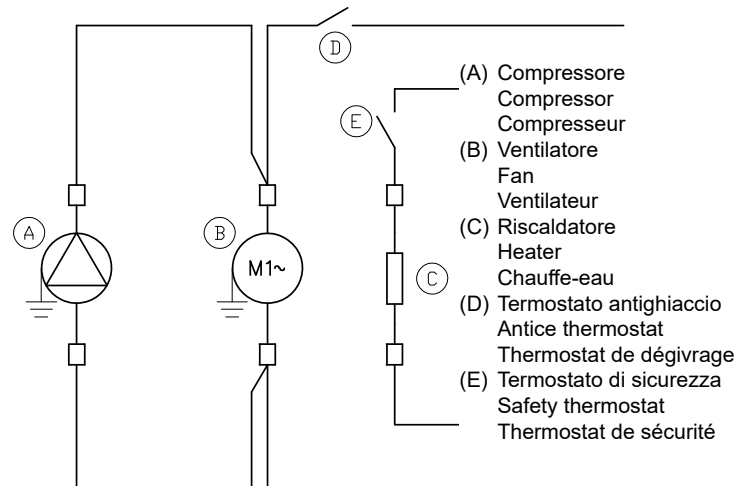 D
(A) Compressore
Compressor
Compresseur
E
(B) Ventilatore
Fan
Ventilateur
A
B
(C) Riscaldatore
Heater
Chauffe-eau
M1~
C
(D) Termostato antighiaccio
Antice thermostat
Thermostat de dégivrage
(E) Termostato di sicurezza
Safety thermostat
Thermostat de sécurité